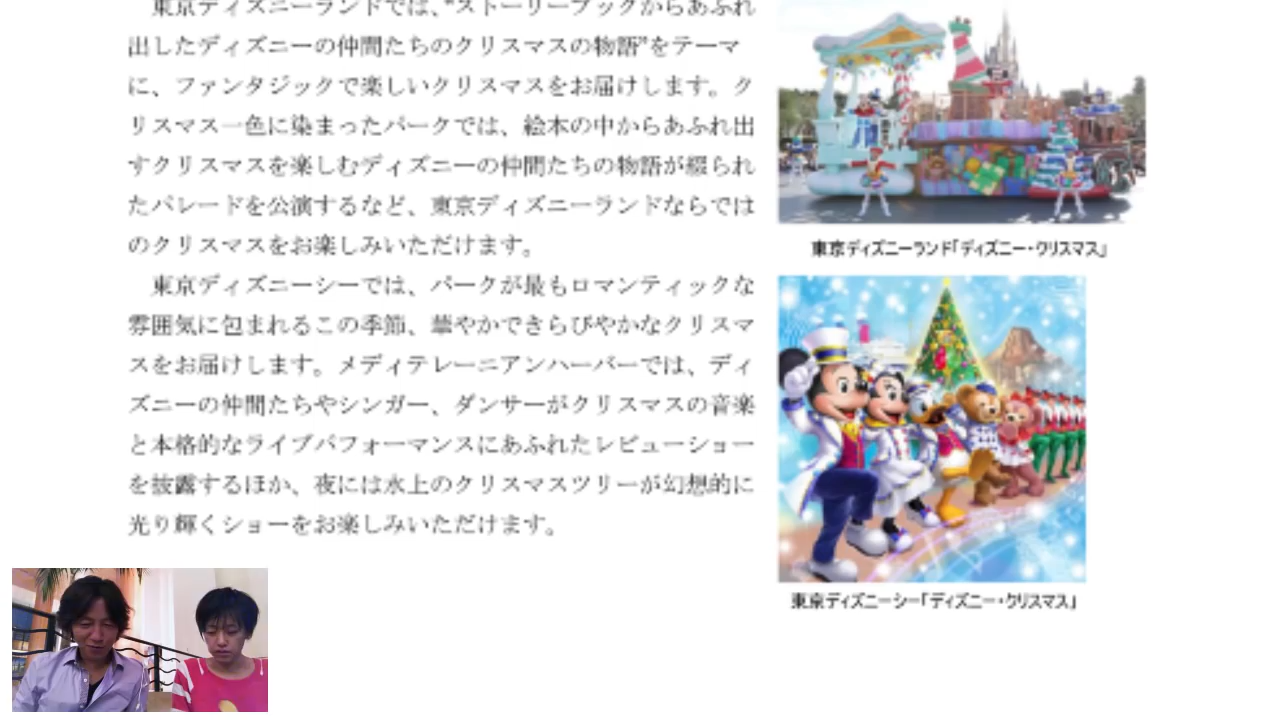 東京ディズニーランドでは、“ストーリーブックからあふれ
出したディズニーの仲間たちのクリスマスの物語”をテーマ
に、ファンタジックで楽しいクリスマスをお届けします。ク
リスマス一色に染まったパークでは、絵本の中からあふれ出
すクリスマスを楽しむディズニーの仲間たちの物語が綴られ
たパレードを公演するなど、東京ディズニーランドならでは
のクリスマスをお楽しみいただけます。
東京ディズニーランド「ディズニー・クリスマス」
東京ディズニーシーでは、パークが最もロマンティックな
雰囲気に包まれるこの季節、華やかできらびやかなクリスマ
スをお届けします。メディテレーニアンハーバーでは、ディ
ズニーの仲間たちやシンガー、ダンサーがクリスマスの音楽
と本格的なライブパフォーマンスにあふれたレビューショー
を披露するほか、夜には水上のクリスマスツリーが幻想的に
光り輝くショーをお楽しみいただけます。
東京ディズニーシー「ディズニー・クリスマス」